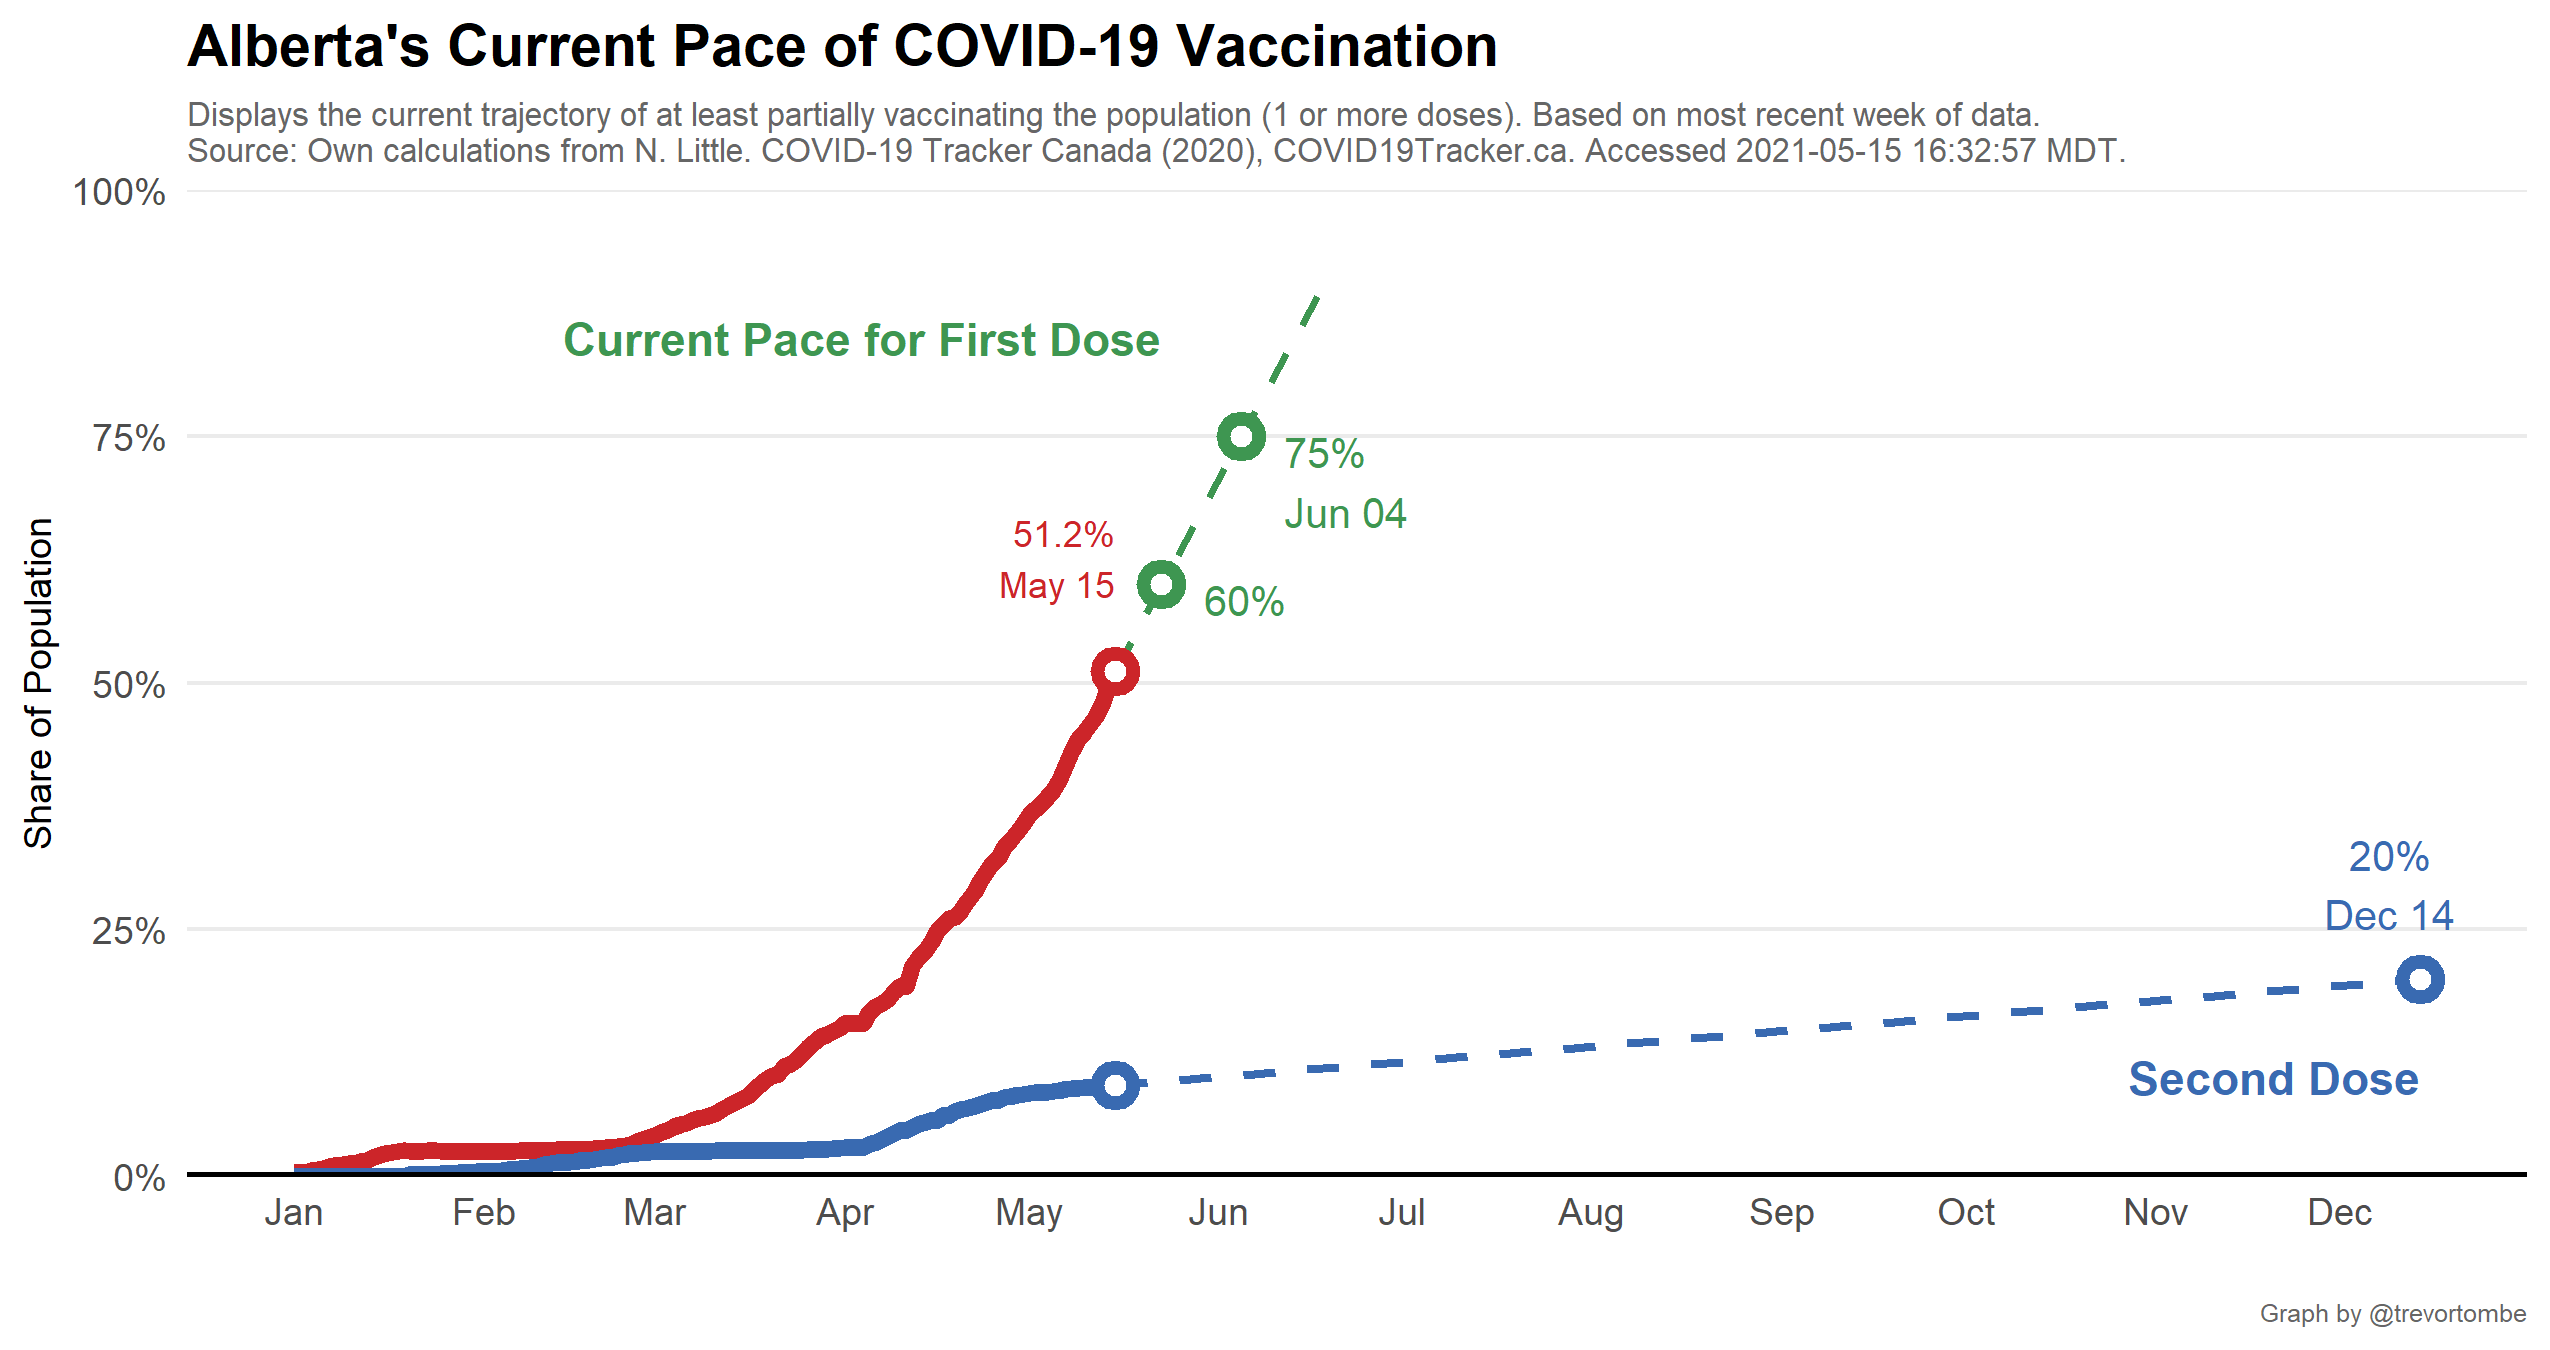 Alberta's Current Pace of COVID-19 Vaccination
Displays the current trajectory of at least partially vaccinating the population (1 or more doses). Based on most recent week of data.
Source: Own calculations from N. Little. COVID-19 Tracker Canada (2020), COVID19Tracker.ca. Accessed 2021-05-15 16:32:57 MDT.
100%
Current Pace for First Dose
75%
75%
Jun 04
51.2%
May 15
60%
Share of Population
50%
20%
Dec 14
25%
Second Dose
0%
Jan Feb Mar Apr May Jun Jul Aug Sep Oct Nov Dec
Graph by @trevortombe